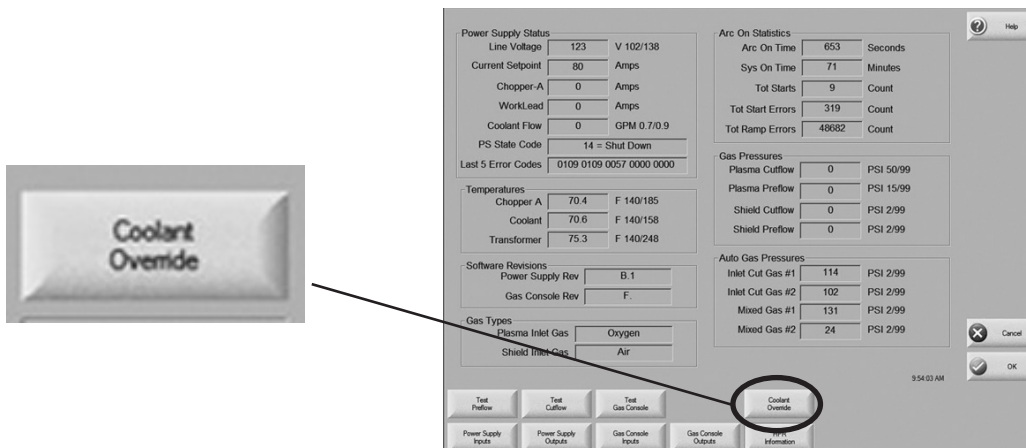 Coolant
Override
Power Supply Status
Line Voltage 123 V 102/138
Current Setpoint 80 Amps
Chopper-A 0 Amps
WorkLead 0 Amps
Coolant Flow 0 GPM 0.7/0.9
PS State Code 14 = Shut Down
Last 5 Error Codes 0109 0109 0057 0000 0000
Temperatures
Chopper A 70.4 F 140/185
Coolant 70.6 F 140/158
Transformer 75.3 F 140/248
Software Revisions
Power Supply Rev B.1
Gas Console Rev F.
Gas Types
Plasma Inlet Gas Oxygen
Shield Inlet Gas Air
Arc On Statistics
Arc On Time 653 Seconds
Sys On Time 71 Minutes
Tot Starts 9 Count
Tot Start Errors 319 Count
Tot Ramp Errors 48682 Count
Gas Pressures
Plasma Cutflow 0 PSI 50/99
Plasma Preflow 0 PSI 15/99
Shield Cutflow 0 PSI 2/99
Shield Preflow 0 PSI 2/99
Auto Gas Pressures
Inlet Cut Gas #1 114 PSI 2/99
Inlet Cut Gas #2 102 PSI 2/99
Mixed Gas #1 131 PSI 2/99
Mixed Gas #2 24 PSI 2/99
Help
Cancel
OK
9:54:03 AM
Test
Preflow
Test
Cutflow
Test
Gas Console
Coolant
Override
Power Supply
Inputs
Power Supply
Outputs
Gas Console
Inputs
Gas Console
Outputs
Information